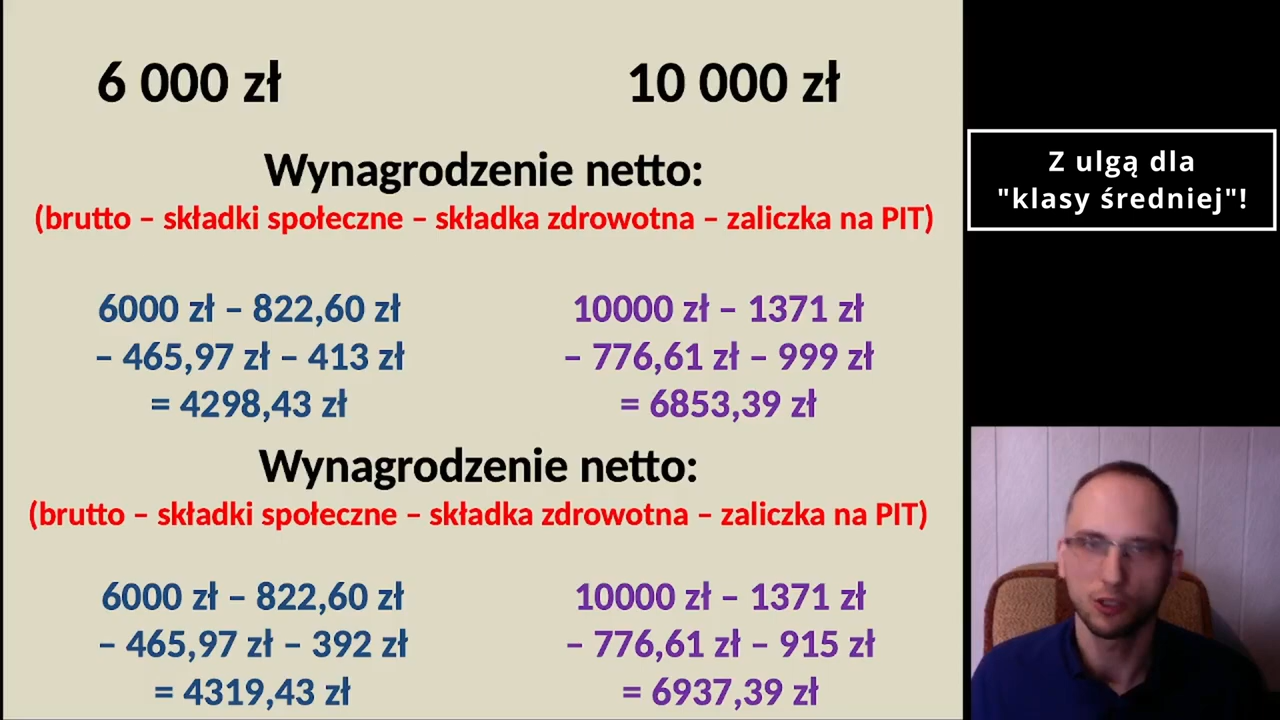 6 000 zł
10 000 zł
Wynagrodzenie netto:
(brutto – składki społeczne – składka zdrowotna – zaliczka na PIT)
6000 zł – 822,60 zł
– 465,97 zł – 413 zł
= 4298,43 zł
10000 zł – 1371 zł
– 776,61 zł – 999 zł
= 6853,39 zł
Wynagrodzenie netto:
(brutto – składki społeczne – składka zdrowotna – zaliczka na PIT)
6000 zł – 822,60 zł
– 465,97 zł – 392 zł
= 4319,43 zł
10000 zł – 1371 zł
– 776,61 zł – 915 zł
= 6937,39 zł
Z ulgą dla
"klasy średniej"!